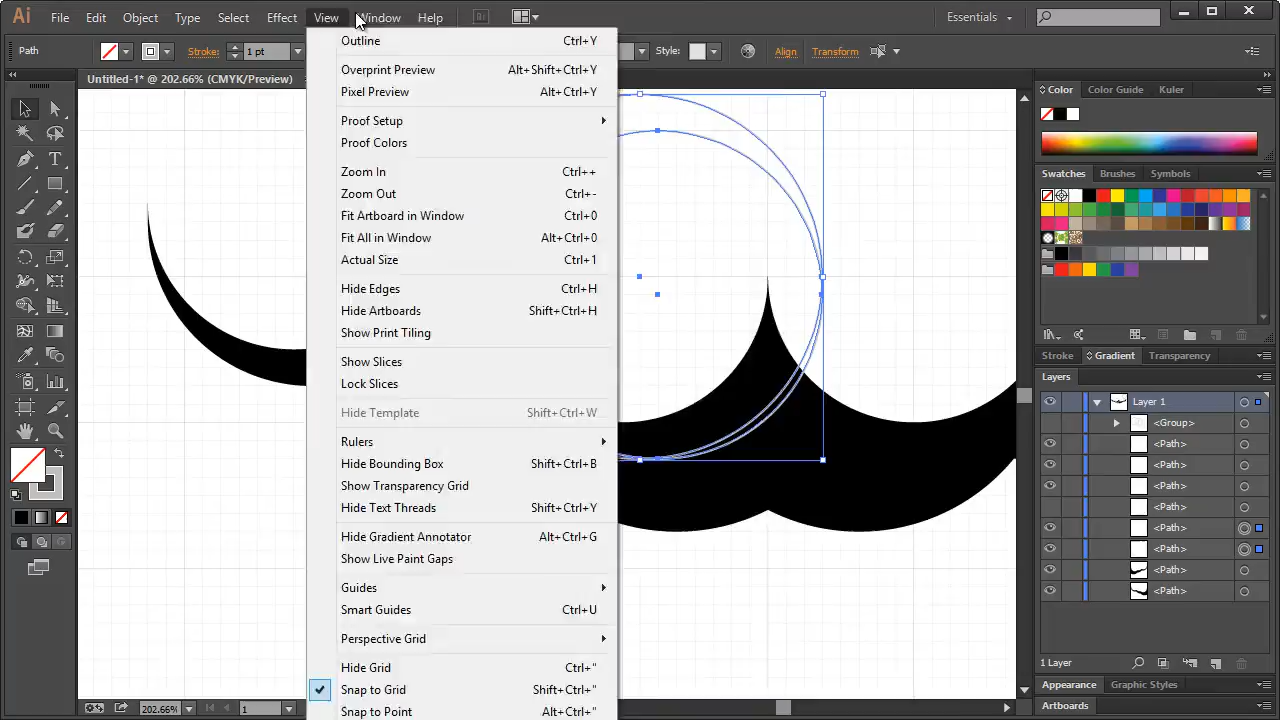 Ai File Edit Object Type Select Effect View Window Help Br Essentials
Path Stroke: 1 pt Style: Align Transform
Untitled-1* @ 202.66% (CMYK/Preview)
Outline Ctrl+Y
Overprint Preview Alt+Shift+Ctrl+Y
Pixel Preview Alt+Ctrl+Y
Proof Setup
Proof Colors
Zoom In Ctrl++
Zoom Out Ctrl+-
Fit Artboard in Window Ctrl+0
Fit All in Window Alt+Ctrl+0
Actual Size Ctrl+1
Hide Edges Ctrl+H
Hide Artboards Shift+Ctrl+H
Show Print Tiling
Show Slices
Lock Slices
Hide Template Shift+Ctrl+W
Rulers
Hide Bounding Box Shift+Ctrl+B
Show Transparency Grid
Hide Text Threads Shift+Ctrl+Y
Hide Gradient Annotator Alt+Ctrl+G
Show Live Paint Gaps
Guides
Smart Guides Ctrl+U
Perspective Grid
Hide Grid Ctrl+"
Snap to Grid Shift+Ctrl+"
Snap to Point Alt+Ctrl+"
Color Color Guide Kuler
Swatches Brushes Symbols
Stroke Gradient Transparency
Layers
Layer 1
<Group>
<Path>
<Path>
<Path>
<Path>
<Path>
<Path>
<Path>
<Path>
1 Layer
Appearance Graphic Styles
Artboards
202.66% 1